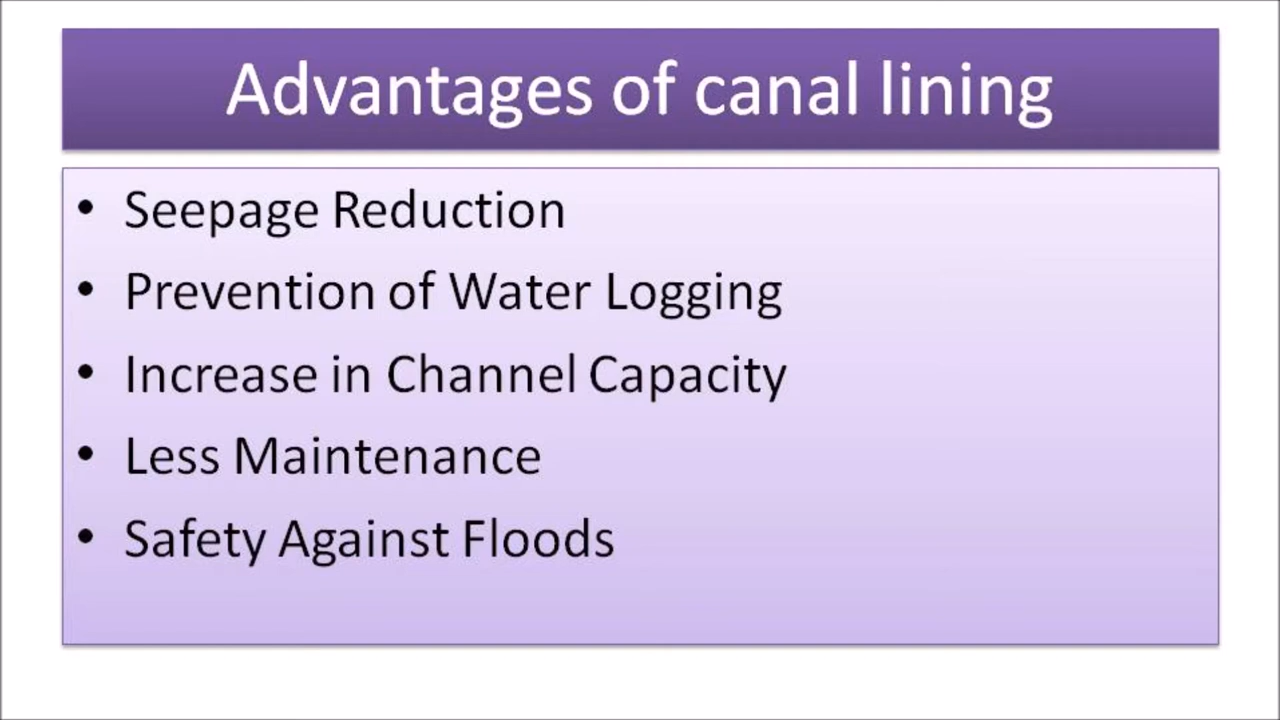 Advantages of canal lining
• Seepage Reduction
• Prevention of Water Logging
• Increase in Channel Capacity
• Less Maintenance
• Safety Against Floods